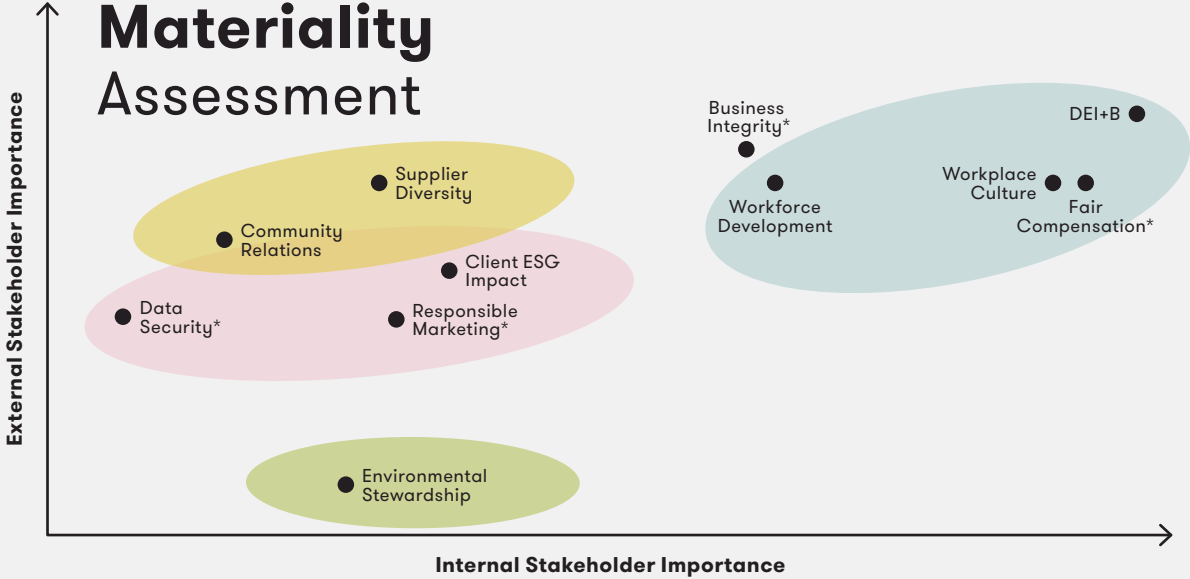 Materiality
Assessment
External Stakeholder Importance
Business
Integrity*
DEI+B
Supplier
Diversity
Workplace
Culture
Workforce
Development
Fair
Compensation*
Community
Relations
Client ESG
Impact
Data
Security*
Responsible
Marketing*
Environmental
Stewardship
Internal Stakeholder Importance